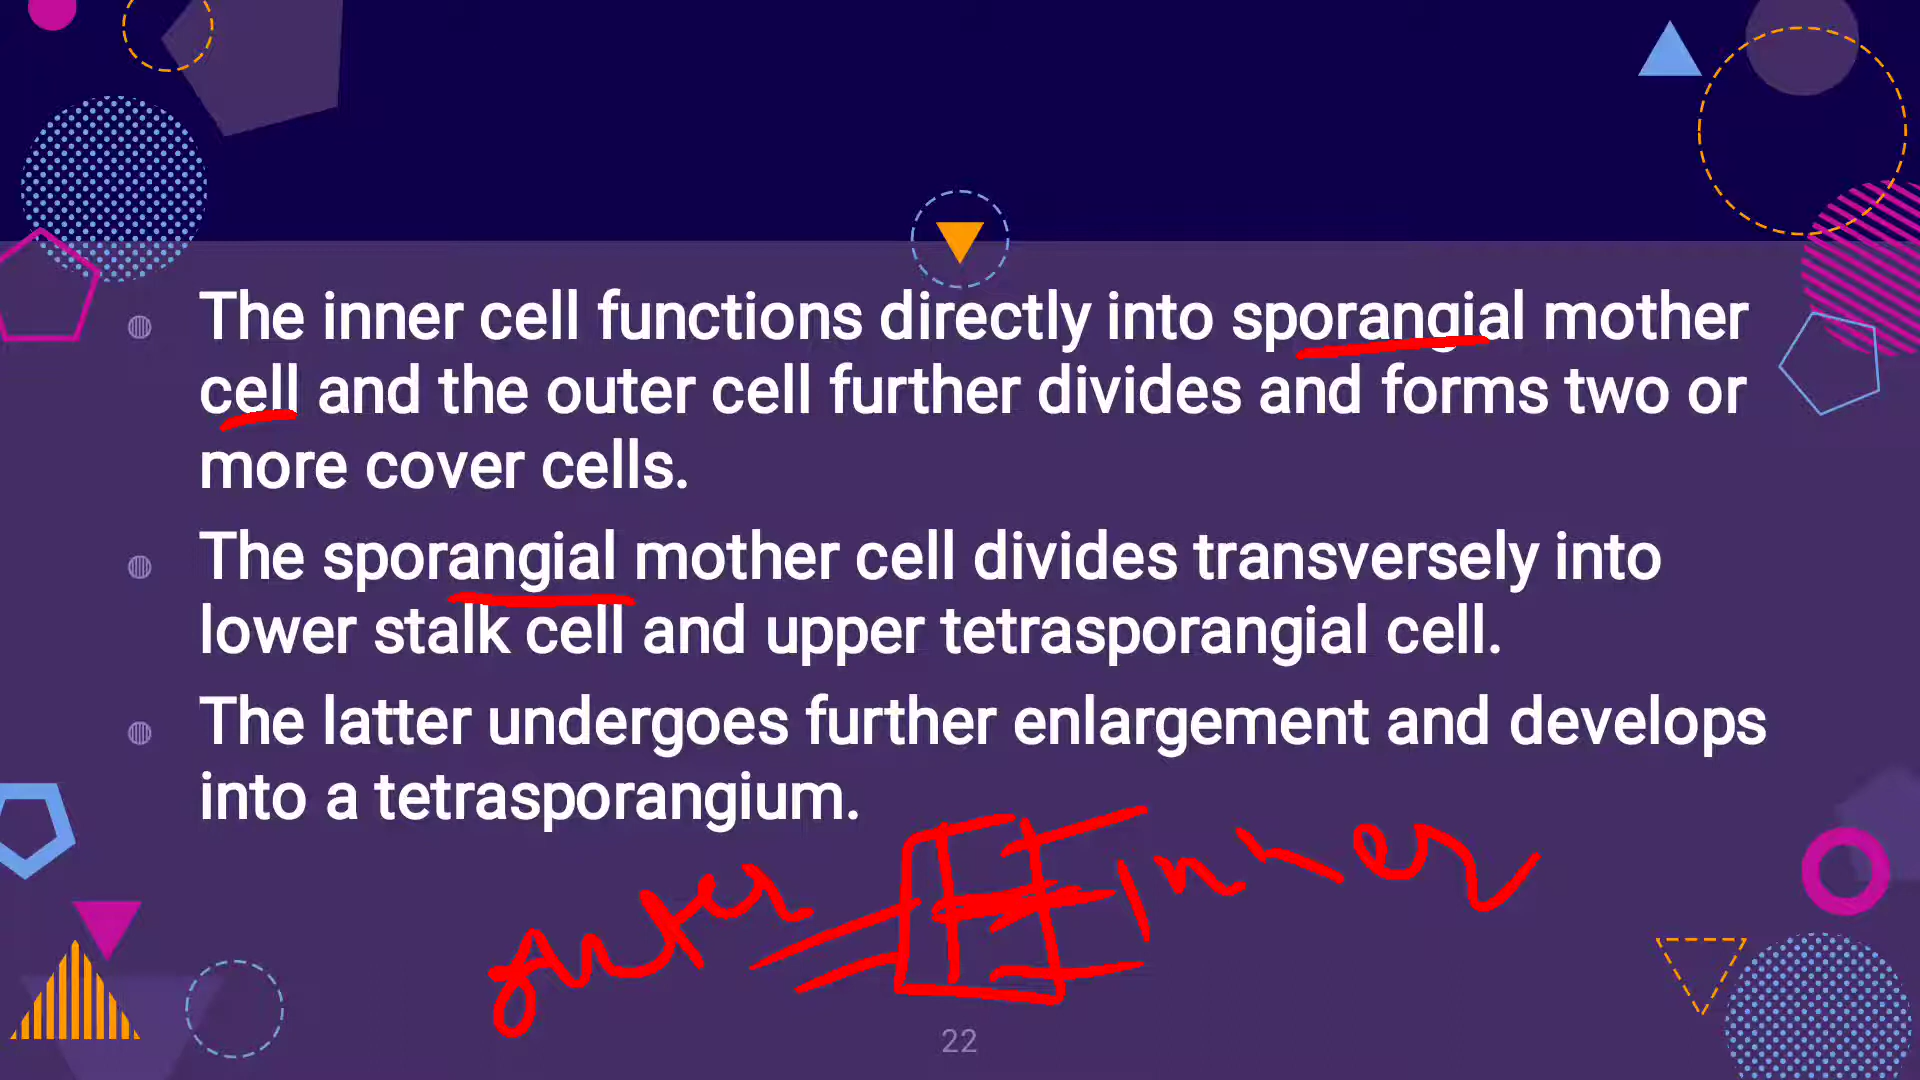 The inner cell functions directly into sporangial mother
cell and the outer cell further divides and forms two or
more cover cells.
The sporangial mother cell divides transversely into
lower stalk cell and upper tetrasporangial cell.
The latter undergoes further enlargement and develops
into a tetrasporangium.
outer inner
22